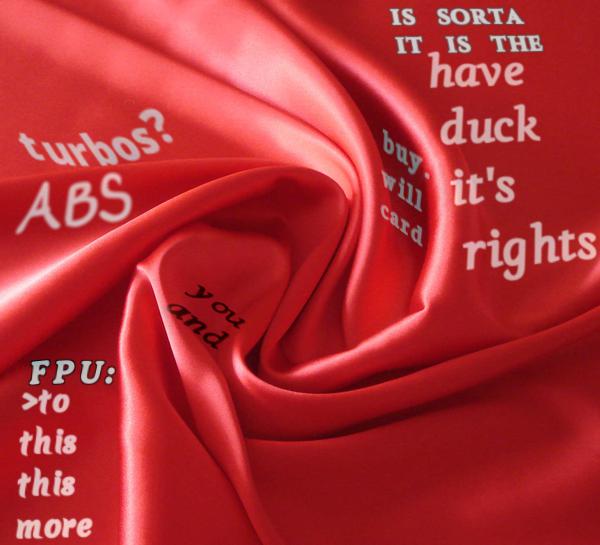 IS SORTA
IT IS THE
have
duck
it's
rights
buy.
will
card
turbos?
ABS
you
and
FPU:
>to
this
this
more